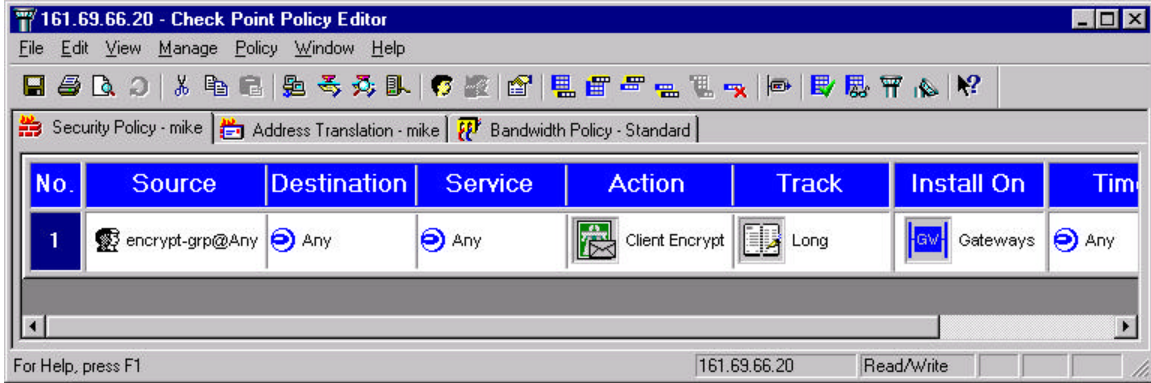 161.69.66.20 - Check Point Policy Editor
File Edit View Manage Policy Window Help
Security Policy - mike Address Translation - mike Bandwidth Policy - Standard
No. Source Destination Service Action Track Install On Tim
1 encrypt-grp@Any Any Any Client Encrypt Long GW Gateways Any
For Help, press F1 161.69.66.20 Read/Write